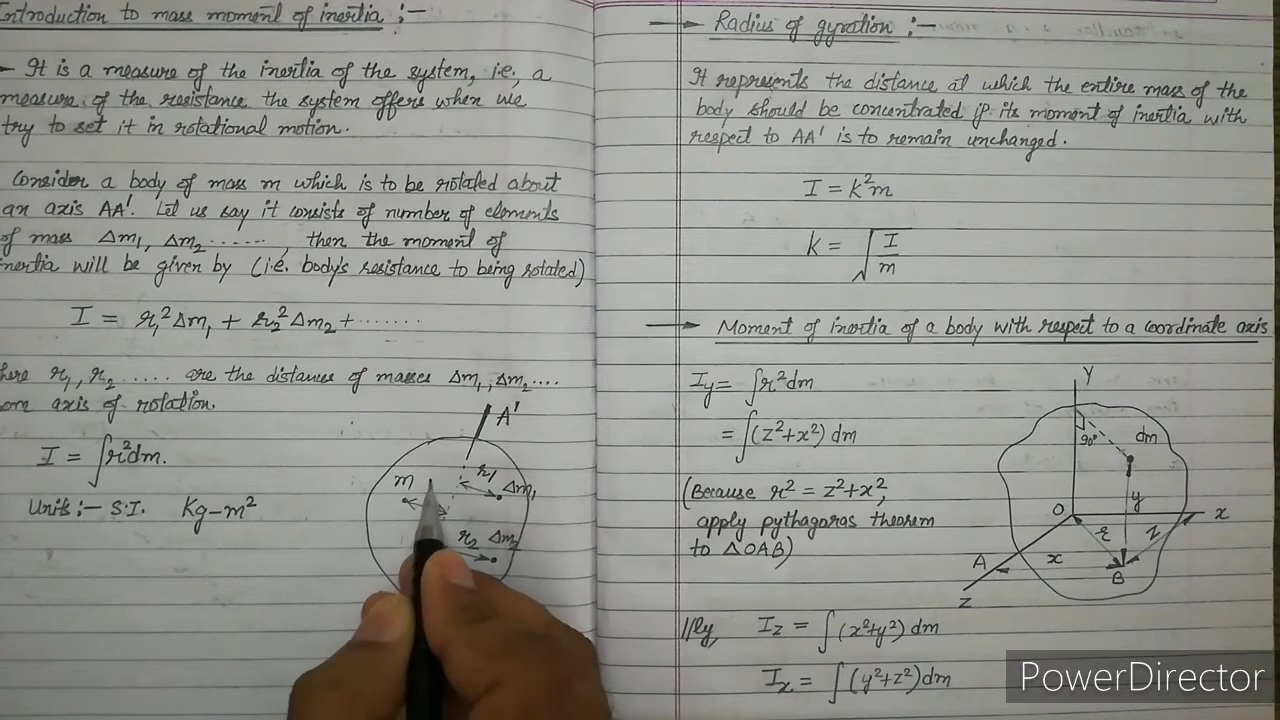 Introduction to mass moment of inertia :-
- It is a measure of the inertia of the system, i.e., a
measure of the resistance the system offers when we
try to set it in rotational motion.
Consider a body of mass m which is to be rotated about
an axis AA'. Let us say it consists of number of elements
of mass Δm₁, Δm₂ ......, then the moment of
inertia will be given by (i.e. body's resistance to being rotated)
I = r₁²Δm₁ + r₂²Δm₂ + .......
here r₁, r₂ ..... are the distances of masses Δm₁, Δm₂....
om axis of rotation.
I = ∫r²dm.
Units :- S.I. Kg-m²
A'
m
r₁
Δm₁
r₂ Δm₂
→ Radius of gyration :-
It represents the distance at which the entire mass of the
body should be concentrated if its moment of inertia with
respect to AA' is to remain unchanged.
I = k²m
k = √(I/m)
→ Moment of inertia of a body with respect to a coordinate axis
Iy = ∫r²dm
= ∫(z²+x²) dm
(Because r² = z²+x²,
apply pythagoras theorem
to ΔOAB)
Y
90°
dm
y
O
x
r
z
A
x
B
Z
//ly, Iz = ∫(x²+y²) dm
Ix = ∫(y²+z²) dm
PowerDirector